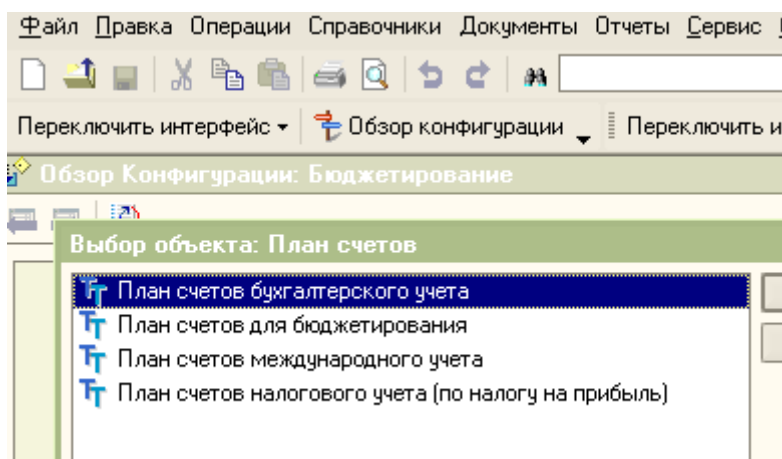 Файл Правка Операции Справочники Документы Отчеты Сервис
Переключить интерфейс Обзор конфигурации Переключить и
Обзор Конфигурации: Бюджетирование
Выбор объекта: План счетов
План счетов бухгалтерского учета
План счетов для бюджетирования
План счетов международного учета
План счетов налогового учета (по налогу на прибыль)